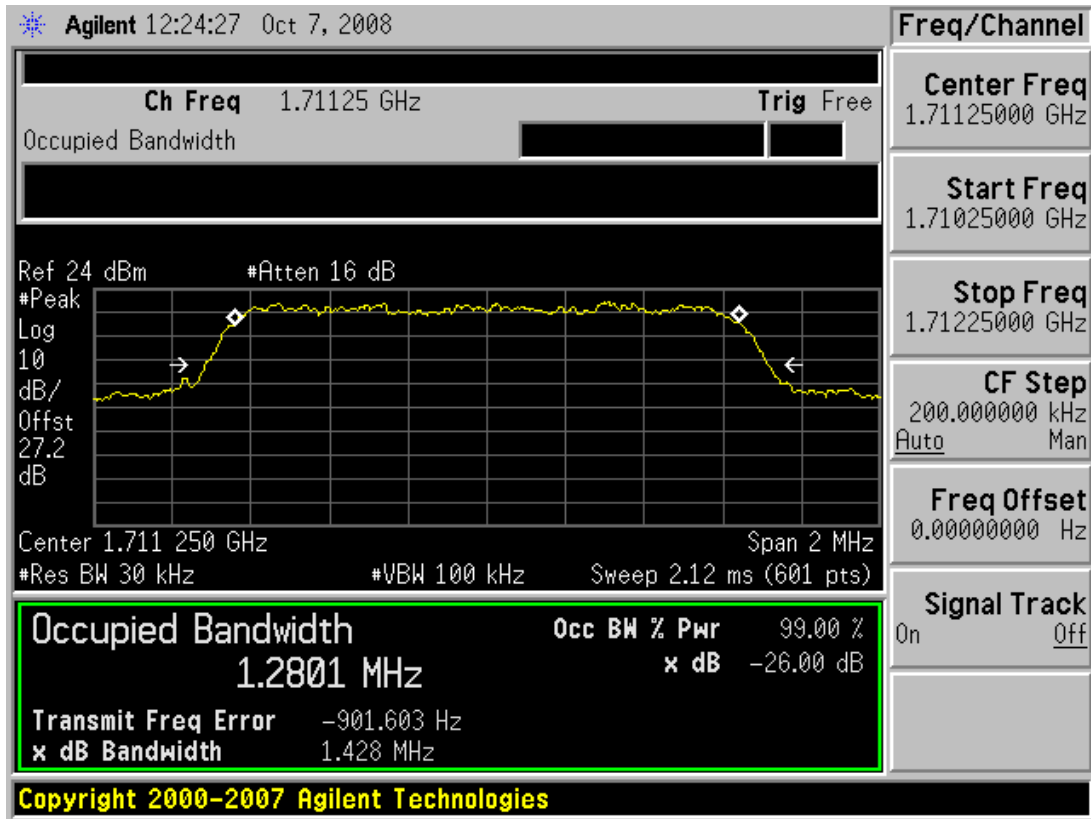 Agilent 12:24:27 Oct 7, 2008
Freq/Channel
Ch Freq 1.71125 GHz Trig Free
Occupied Bandwidth
Center Freq
1.71125000 GHz
Start Freq
1.71025000 GHz
Stop Freq
1.71225000 GHz
CF Step
200.000000 kHz
Auto Man
Freq Offset
0.00000000 Hz
Signal Track
On Off
Ref 24 dBm #Atten 16 dB
#Peak
Log
10
dB/
Offst
27.2
dB
Center 1.711 250 GHz Span 2 MHz
#Res BW 30 kHz #VBW 100 kHz Sweep 2.12 ms (601 pts)
Occupied Bandwidth
1.2801 MHz
Occ BW % Pwr 99.00 %
x dB -26.00 dB
Transmit Freq Error -901.603 Hz
x dB Bandwidth 1.428 MHz
Copyright 2000-2007 Agilent Technologies